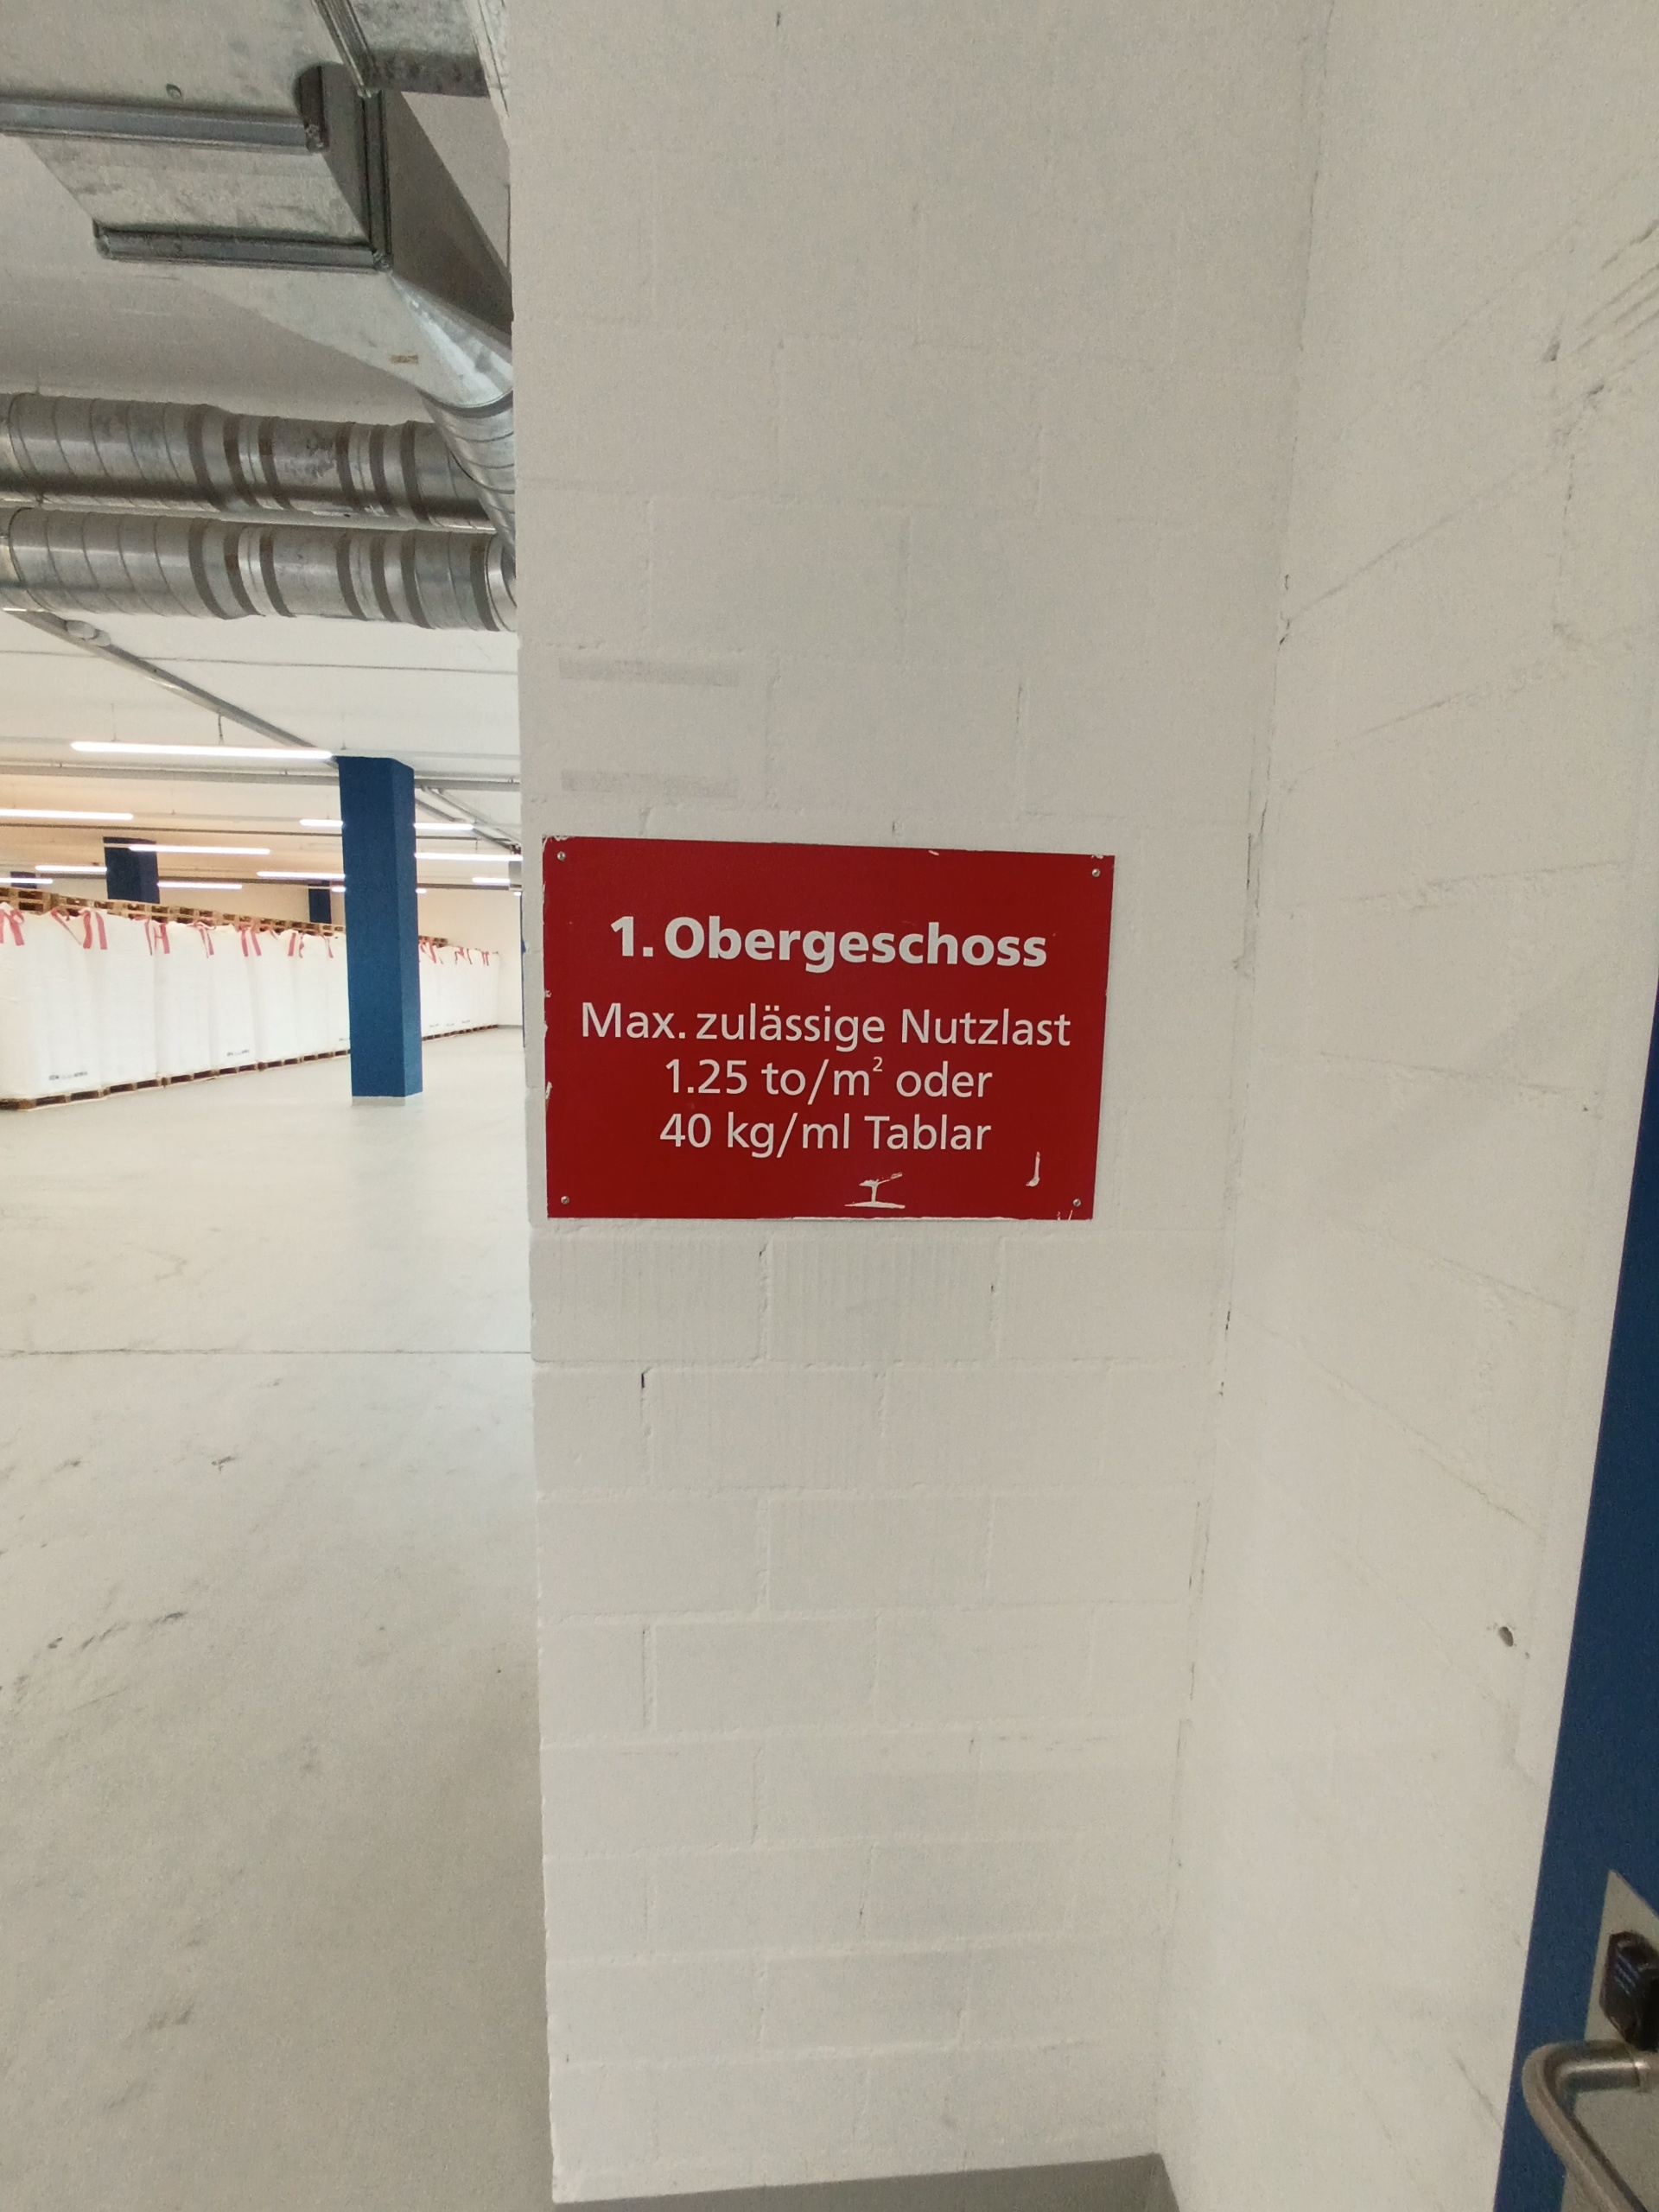 1. Obergeschoss
Max. zulässige Nutzlast
1.25 to/m² oder
40 kg/ml Tablar